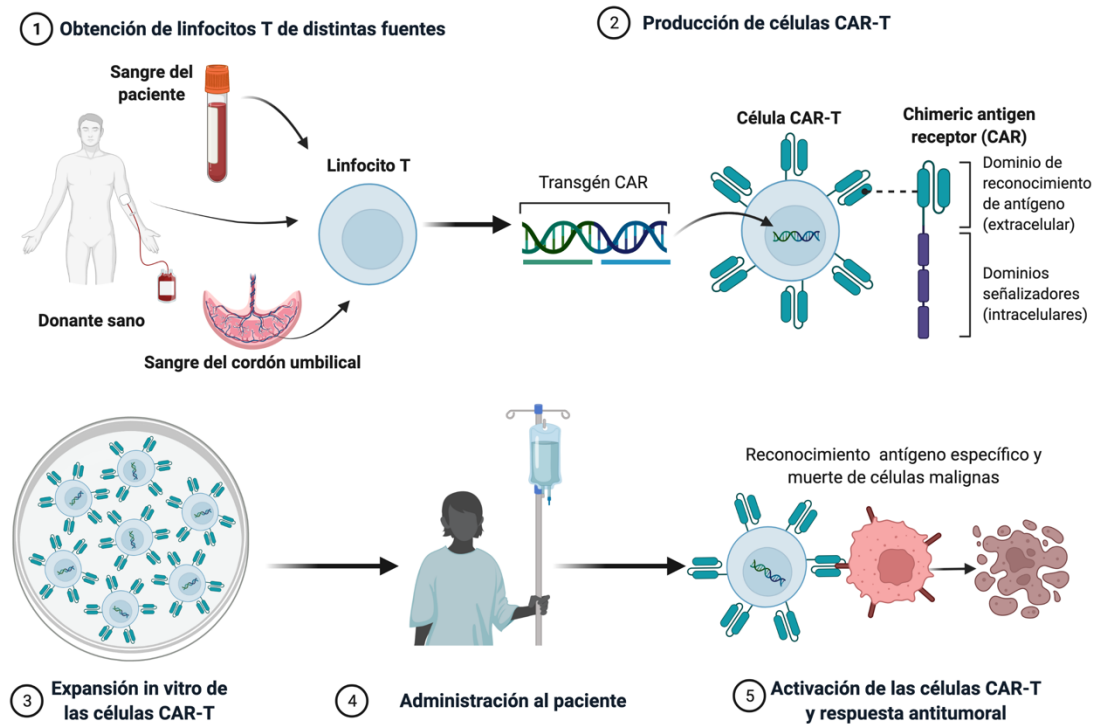 1 Obtención de linfocitos T de distintas fuentes
Sangre del
paciente
Linfocito T
Donante sano
Sangre del cordón umbilical
2 Producción de células CAR-T
Transgén CAR
Célula CAR-T
Chimeric antigen
receptor (CAR)
Dominio de
reconocimiento
de antígeno
(extracelular)
Dominios
señalizadores
(intracelulares)
3 Expansión in vitro de
las células CAR-T
4 Administración al paciente
Reconocimiento antígeno específico y
muerte de células malignas
5 Activación de las células CAR-T
y respuesta antitumoral